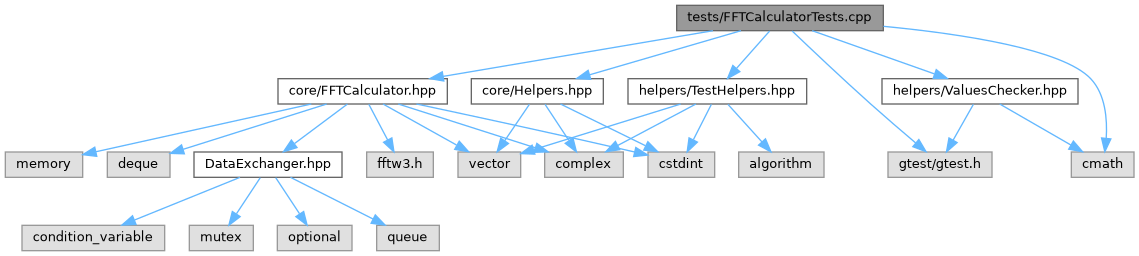 tests/FFTCalculatorTests.cpp
core/FFTCalculator.hpp
core/Helpers.hpp
helpers/TestHelpers.hpp
helpers/ValuesChecker.hpp
memory
deque
DataExchanger.hpp
fftw3.h
vector
complex
cstdint
algorithm
gtest/gtest.h
cmath
condition_variable
mutex
optional
queue